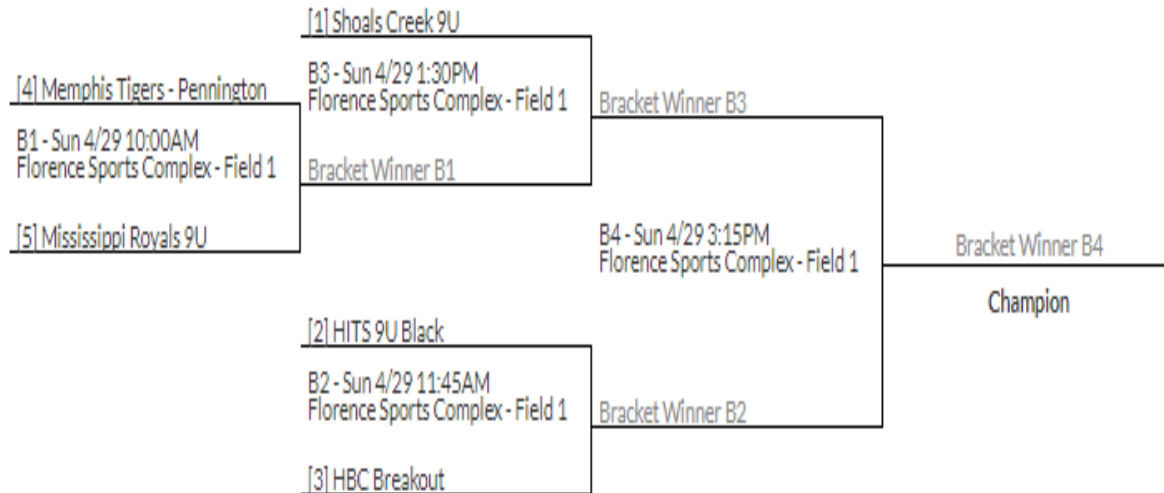 [1] Shoals Creek 9U
B3 - Sun 4/29 1:30PM
Florence Sports Complex - Field 1
[4] Memphis Tigers - Pennington
Bracket Winner B3
B1 - Sun 4/29 10:00AM
Florence Sports Complex - Field 1
Bracket Winner B1
[5] Mississippi Royals 9U
B4 - Sun 4/29 3:15PM
Florence Sports Complex - Field 1
Bracket Winner B4
Champion
[2] HITS 9U Black
B2 - Sun 4/29 11:45AM
Florence Sports Complex - Field 1
Bracket Winner B2
[3] HBC Breakout